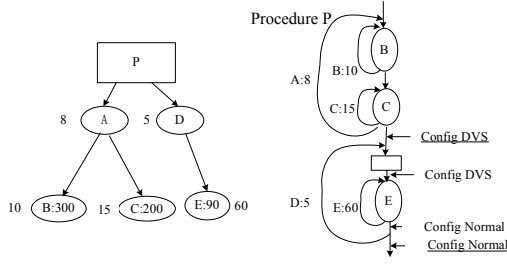 P
8
A
5
D
10
B:300
15
C:200
E:90
60
Procedure P
B
B:10
A:8
C:15
C
Config DVS
Config DVS
D:5
E:60
E
Config Normal
Config Normal